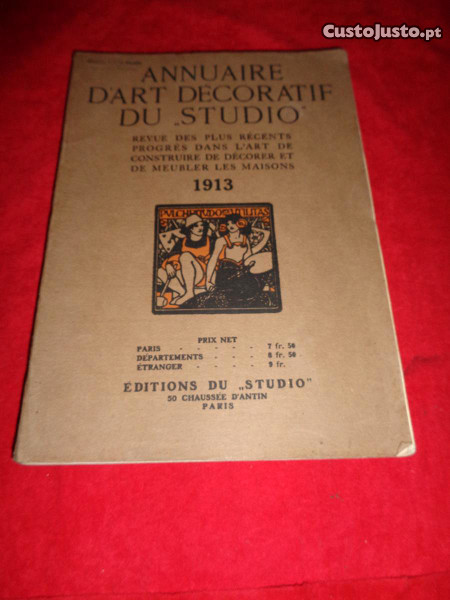 CustoJusto.pt
ANNUAIRE
D'ART DECORATIF
DU „STUDIO"
REVUE DES PLUS RÉCENTS
PROGRES DANS L'ART DE
CONSTRUIRE DE DÉCORER ET
DE MEUBLER LES MAISONS
1913
PRIX NET
PARIS - - - - - 7 fr. 50
DÉPARTEMENTS - - - 8 fr. 50
ÉTRANGER - - - - 9 fr.
ÉDITIONS DU „STUDIO"
50 CHAUSSÉE D'ANTIN
PARIS